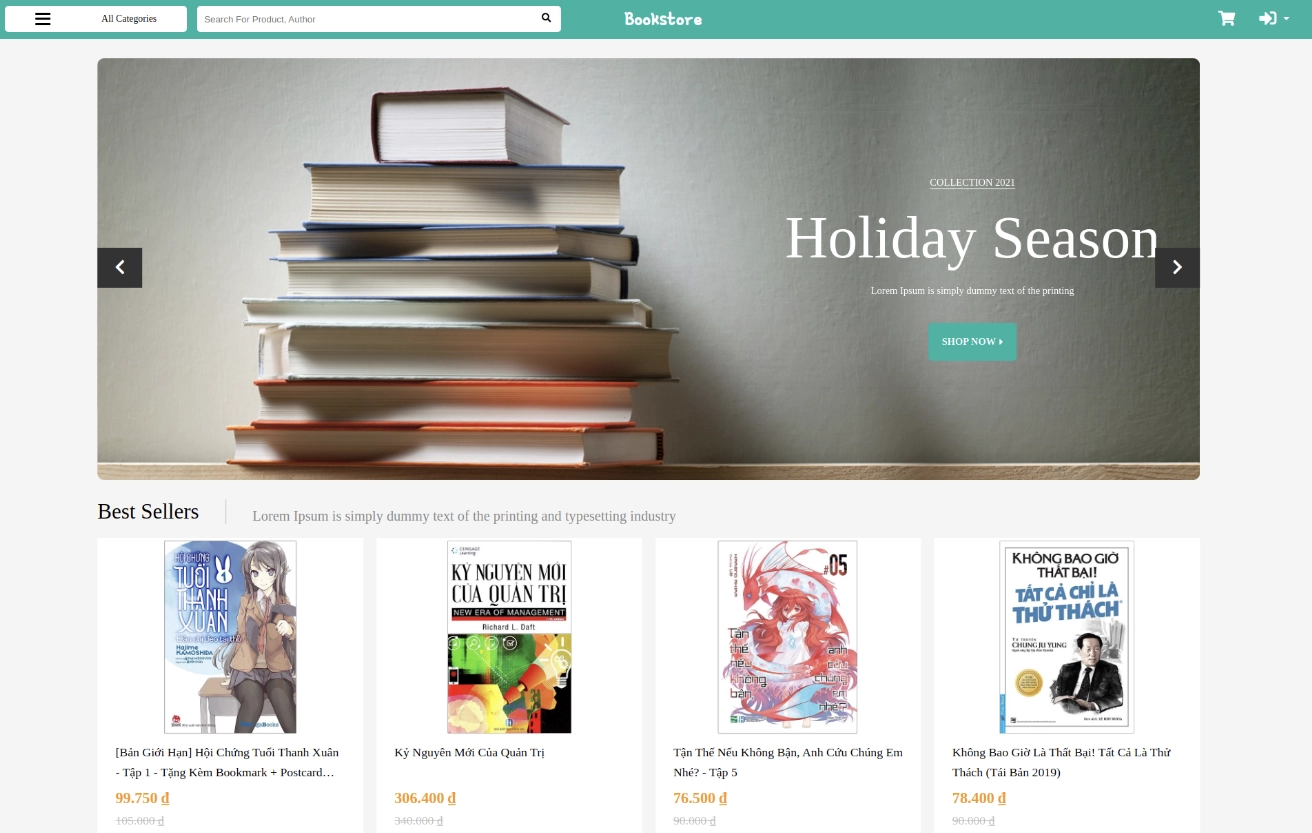 All Categories
Search For Product, Author
Bookstore
COLLECTION 2021
Holiday Season
Lorem Ipsum is simply dummy text of the printing
SHOP NOW
Best Sellers
Lorem Ipsum is simply dummy text of the printing and typesetting industry
HỘI CHỨNG
TUỔI
THANH
XUÂN
Hajime
KAMOSHIDA
CENGAGE
Learning
KỶ NGUYÊN MỚI
CỦA QUẢN TRỊ
NEW ERA OF MANAGEMENT
Richard L. Daft
#05
Tận
thế
nếu
không
bận,
anh
cứu
chúng
em
nhé?
KHÔNG BAO GIỜ
THẤT BẠI!
TẤT CẢ CHỈ LÀ
THỬ THÁCH
TỰ TRUYỆN
CHUNG JU YUNG
[Bản Giới Hạn] Hội Chứng Tuổi Thanh Xuân
- Tập 1 - Tặng Kèm Bookmark + Postcard…
99.750 ₫
105.000 ₫
Kỷ Nguyên Mới Của Quản Trị
306.400 ₫
340.000 ₫
Tận Thế Nếu Không Bận, Anh Cứu Chúng Em
Nhé? - Tập 5
76.500 ₫
90.000 ₫
Không Bao Giờ Là Thất Bại! Tất Cả Là Thử
Thách (Tái Bản 2019)
78.400 ₫
90.000 ₫